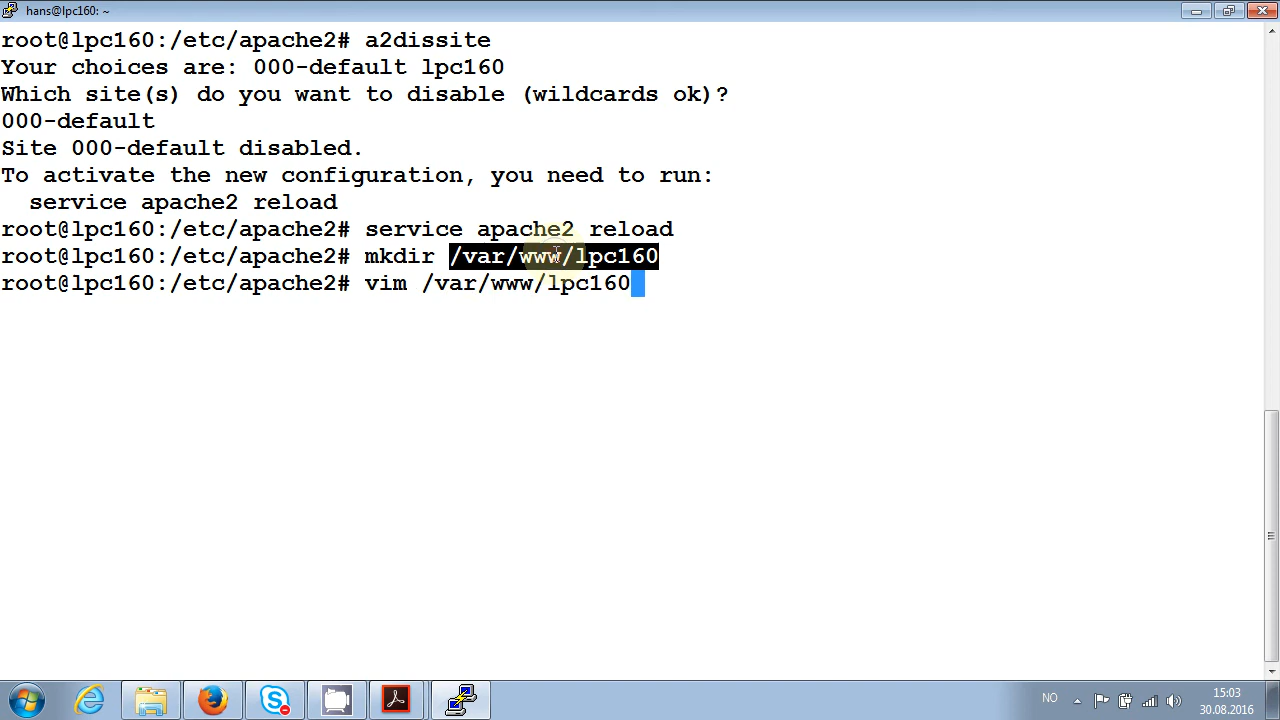 hans@lpc160: ~
root@lpc160:/etc/apache2# a2dissite
Your choices are: 000-default lpc160
Which site(s) do you want to disable (wildcards ok)?
000-default
Site 000-default disabled.
To activate the new configuration, you need to run:
  service apache2 reload
root@lpc160:/etc/apache2# service apache2 reload
root@lpc160:/etc/apache2# mkdir /var/www/lpc160
root@lpc160:/etc/apache2# vim /var/www/lpc160
NO
15:03
30.08.2016